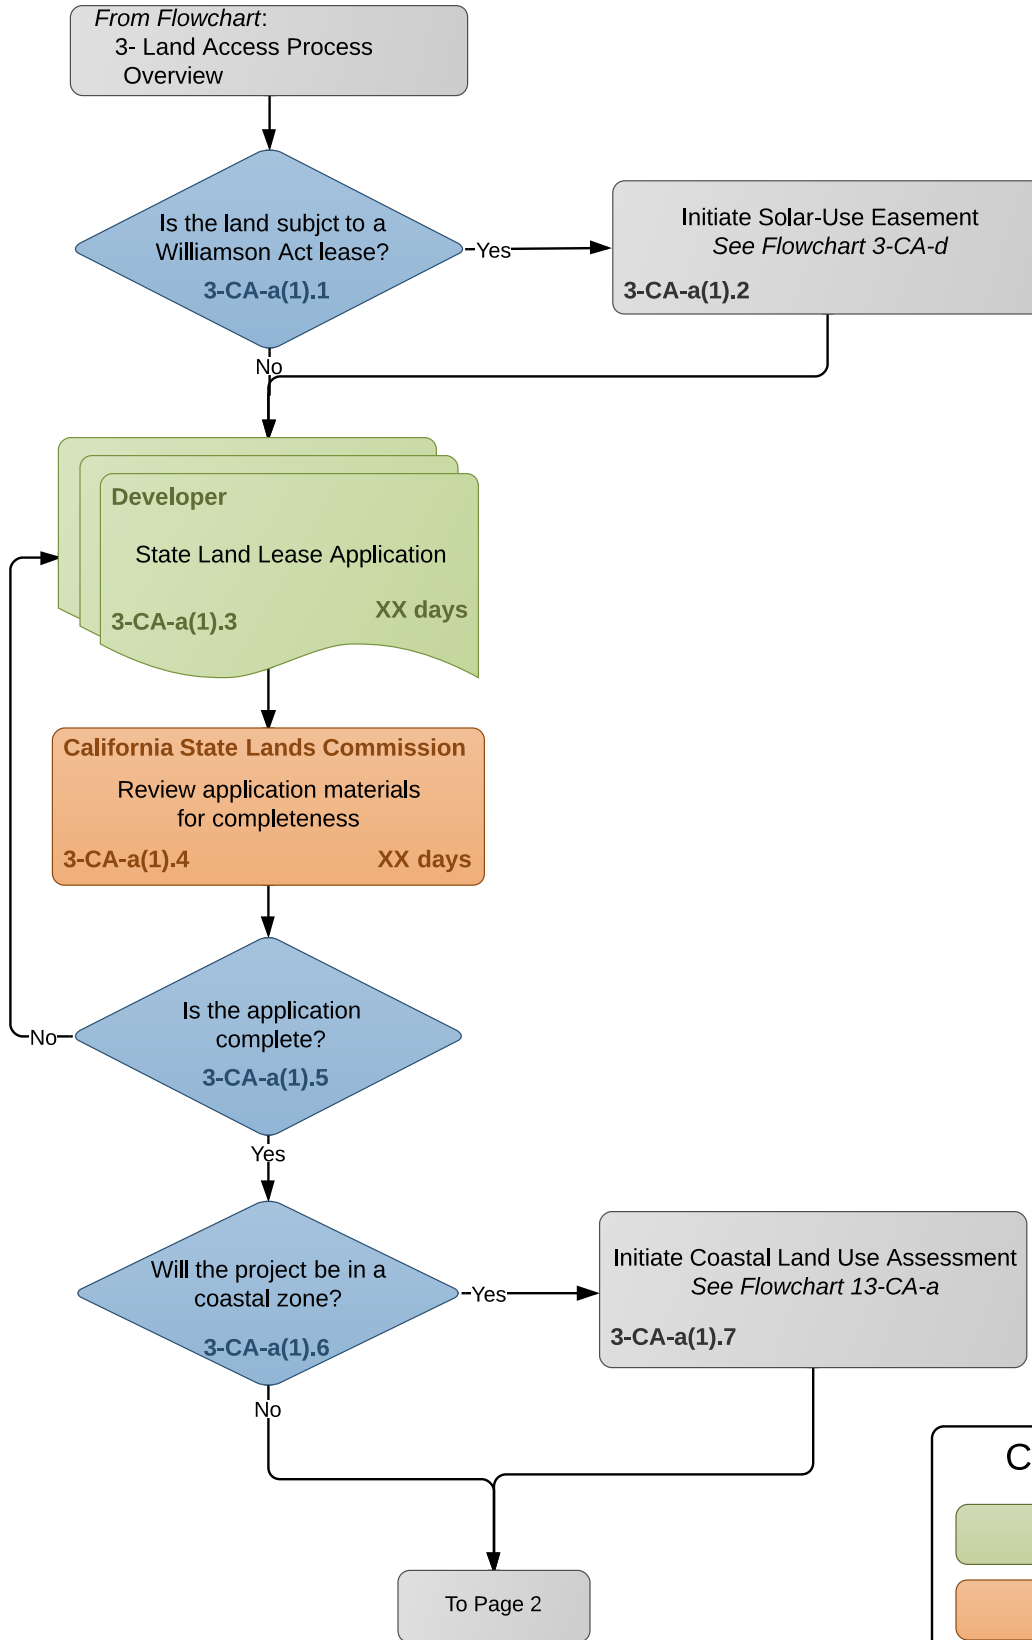 From Flowchart:
3- Land Access Process
Overview
Is the land subjct to a
Williamson Act lease?
3-CA-a(1).1
Yes
Initiate Solar-Use Easement
See Flowchart 3-CA-d
3-CA-a(1).2
No
Developer
State Land Lease Application
3-CA-a(1).3
XX days
California State Lands Commission
Review application materials
for completeness
3-CA-a(1).4
XX days
Is the application
complete?
3-CA-a(1).5
No
Yes
Will the project be in a
coastal zone?
3-CA-a(1).6
Yes
Initiate Coastal Land Use Assessment
See Flowchart 13-CA-a
3-CA-a(1).7
No
C
To Page 2